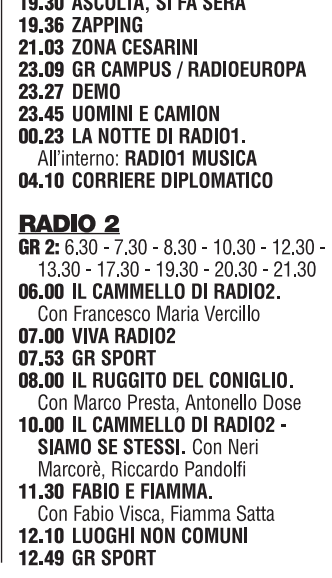 19.30 ASCOLTA, SI FA SERA
19.36 ZAPPING
21.03 ZONA CESARINI
23.09 GR CAMPUS / RADIOEUROPA
23.27 DEMO
23.45 UOMINI E CAMION
00.23 LA NOTTE DI RADIO1.
All'interno: RADIO1 MUSICA
04.10 CORRIERE DIPLOMATICO
RADIO 2
GR 2: 6.30 - 7.30 - 8.30 - 10.30 - 12.30 -
13.30 - 17.30 - 19.30 - 20.30 - 21.30
06.00 IL CAMMELLO DI RADIO2.
Con Francesco Maria Vercillo
07.00 VIVA RADIO2
07.53 GR SPORT
08.00 IL RUGGITO DEL CONIGLIO.
Con Marco Presta, Antonello Dose
10.00 IL CAMMELLO DI RADIO2 -
SIAMO SE STESSI. Con Neri
Marcorè, Riccardo Pandolfi
11.30 FABIO E FIAMMA.
Con Fabio Visca, Fiamma Satta
12.10 LUOGHI NON COMUNI
12.49 GR SPORT